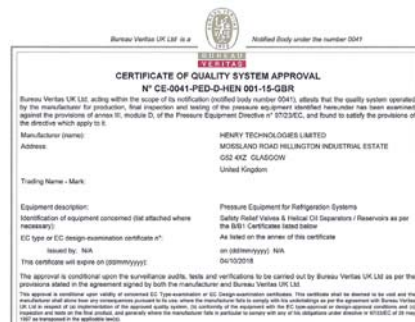 Bureau Veritas UK Ltd is a
Notified Body under the number 0041
BUREAU
VERITAS
CERTIFICATE OF QUALITY SYSTEM APPROVAL
N° CE-0041-PED-D-HEN 001-15-GBR
Bureau Veritas UK Ltd, acting within the scope of its notification (notified body number 0041), attests that the quality system operated
by the manufacturer for production, final inspection and testing of the pressure equipment identified hereunder has been examined
against the provisions of annex III, module D, of the Pressure Equipment Directive n° 97/23/EC, and found to satisfy the provisions of
the directive which apply to it.
Manufacturer (name): HENRY TECHNOLOGIES LIMITED
Address: MOSSLAND ROAD HILLINGTON INDUSTRIAL ESTATE
G52 4XZ GLASGOW
United Kingdom
Trading Name - Mark:
Equipment description: Pressure Equipment for Refrigeration Systems
Identification of equipment concerned (list attached where Safety Relief Valves & Helical Oil Separators / Reservoirs as per
necessary): the B/B1 Certificates listed below
EC type or EC design-examination certificate n°: As listed on the annex of this certificate
Issued by: N/A on (dd/mm/yyyy): N/A
This certificate will expire on (dd/mm/yyyy): 04/10/2018
The approval is conditional upon the surveillance audits, tests and verifications to be carried out by Bureau Veritas UK Ltd as per the
provisions stated in the agreement signed by both the manufacturer and Bureau Veritas UK Ltd.